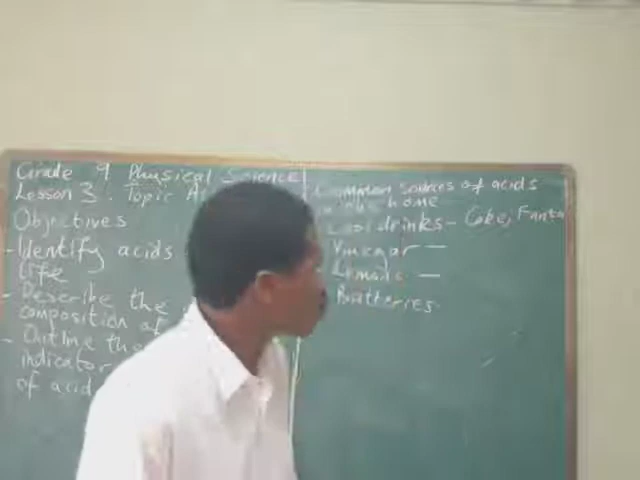 Grade 9 Physical Science
Lesson 3. Topic
Objectives
- Identify acids
life
- Describe the
composition of
- Outline the
indicator
of acid
Common sources of acids
home
Cool drinks - Coke, Fanta
Vinegar -
Lemons -
Batteries